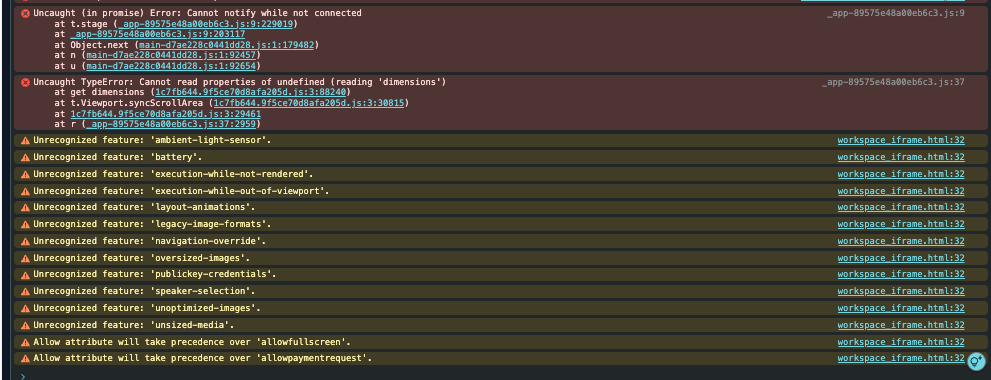 Uncaught (in promise) Error: Cannot notify while not connected _app-89575e48a00eb6c3.js:9
at t.stage (_app-89575e48a00eb6c3.js:9:229019)
at _app-89575e48a00eb6c3.js:9:203117
at Object.next (main-d7ae228c0441dd28.js:1:179482)
at n (main-d7ae228c0441dd28.js:1:92457)
at u (main-d7ae228c0441dd28.js:1:92654)
Uncaught TypeError: Cannot read properties of undefined (reading 'dimensions') _app-89575e48a00eb6c3.js:37
at get dimensions (1c7fb644.9f5ce70d8afa205d.js:3:88240)
at t.Viewport.syncScrollArea (1c7fb644.9f5ce70d8afa205d.js:3:30815)
at 1c7fb644.9f5ce70d8afa205d.js:3:29461
at r (_app-89575e48a00eb6c3.js:37:2959)
Unrecognized feature: 'ambient-light-sensor'. workspace_iframe.html:32
Unrecognized feature: 'battery'. workspace_iframe.html:32
Unrecognized feature: 'execution-while-not-rendered'. workspace_iframe.html:32
Unrecognized feature: 'execution-while-out-of-viewport'. workspace_iframe.html:32
Unrecognized feature: 'layout-animations'. workspace_iframe.html:32
Unrecognized feature: 'legacy-image-formats'. workspace_iframe.html:32
Unrecognized feature: 'navigation-override'. workspace_iframe.html:32
Unrecognized feature: 'oversized-images'. workspace_iframe.html:32
Unrecognized feature: 'publickey-credentials'. workspace_iframe.html:32
Unrecognized feature: 'speaker-selection'. workspace_iframe.html:32
Unrecognized feature: 'unoptimized-images'. workspace_iframe.html:32
Unrecognized feature: 'unsized-media'. workspace_iframe.html:32
Allow attribute will take precedence over 'allowfullscreen'. workspace_iframe.html:32
Allow attribute will take precedence over 'allowpaymentrequest'. workspace_iframe.html:32